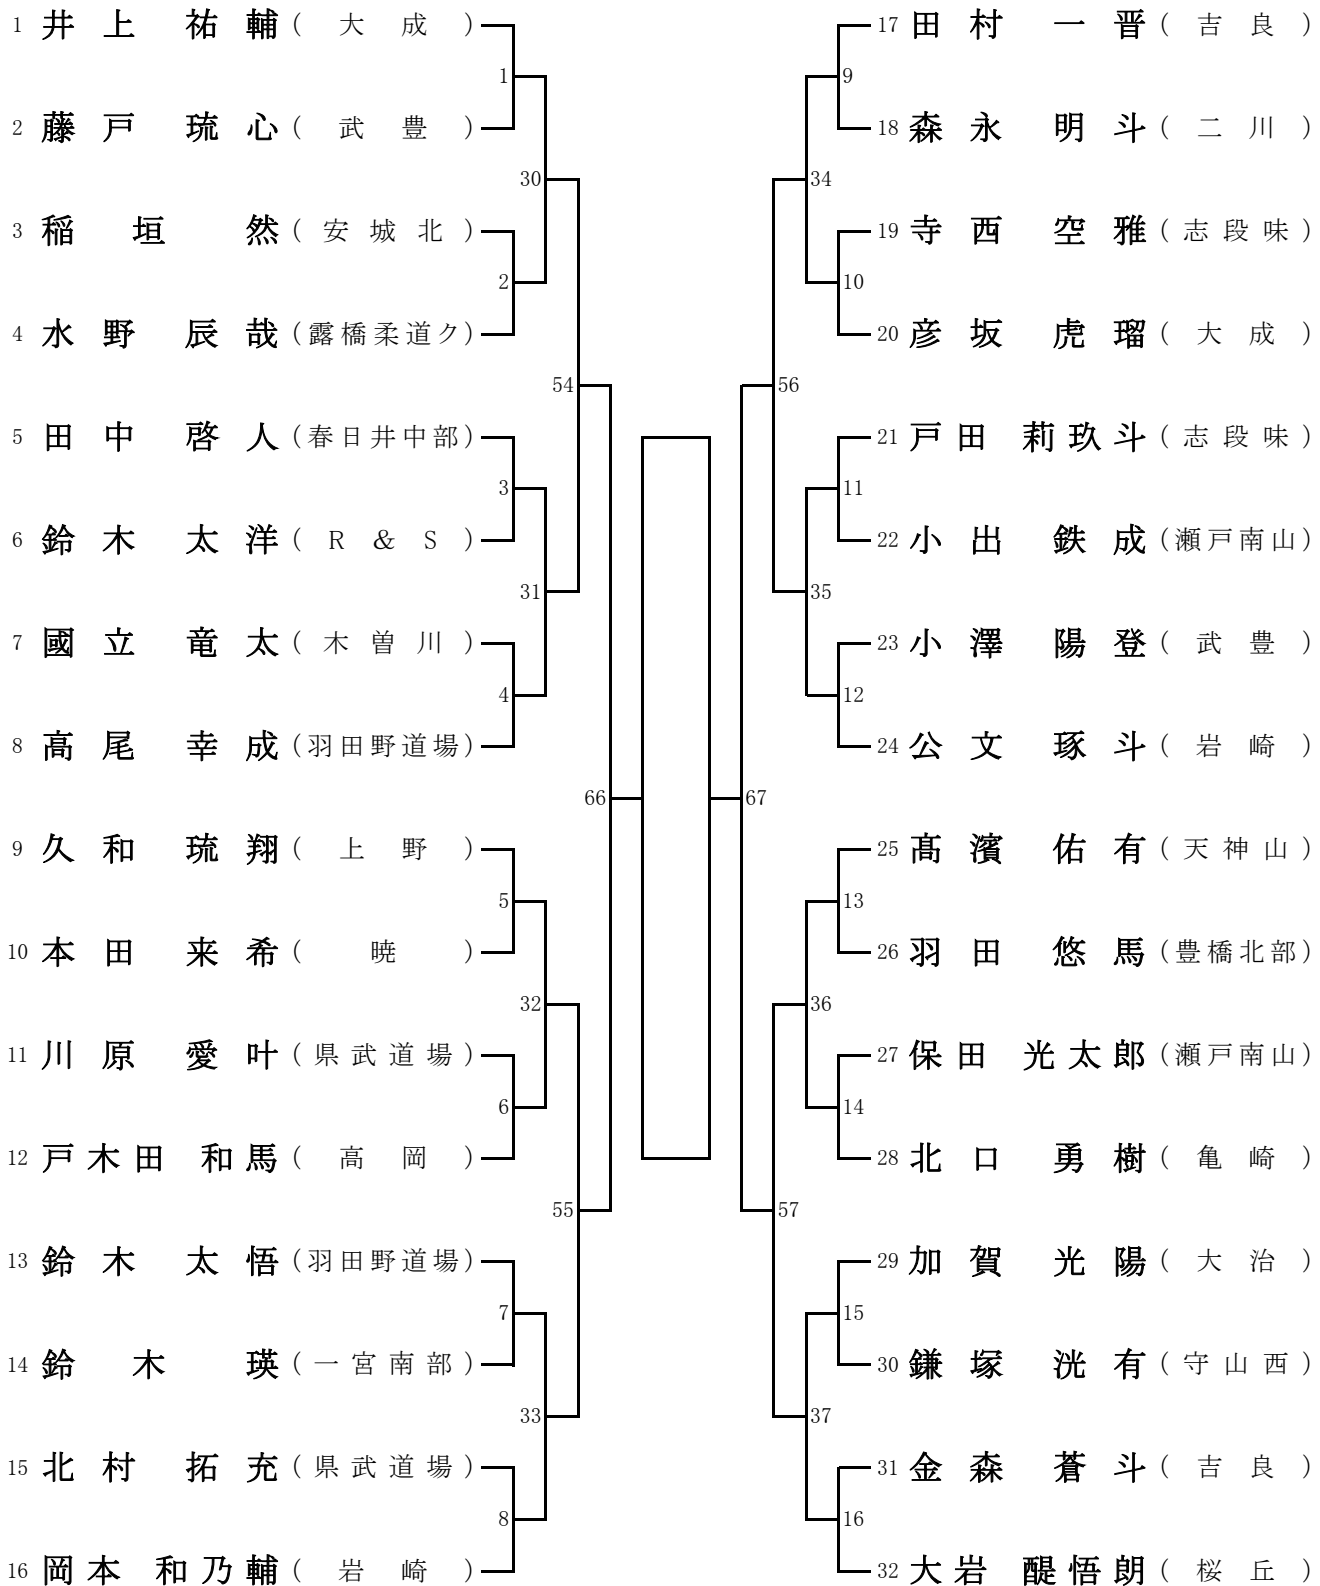 1 井上 祐輔 (大成)
1
2 藤戸 琉心 (武豊)
30
3 稲垣 然 (安城北)
2
4 水野 辰哉 (露橋柔道ク)
54
5 田中 啓人 (春日井中部)
3
6 鈴木 太洋 (R&S)
31
7 國立 竜太 (木曽川)
4
8 高尾 幸成 (羽田野道場)
66
9 久和 琉翔 (上野)
5
10 本田 来希 (暁)
32
11 川原 愛叶 (県武道場)
6
12 戸木田 和馬 (高岡)
55
13 鈴木 太悟 (羽田野道場)
7
14 鈴木 瑛 (一宮南部)
33
15 北村 拓充 (県武道場)
8
16 岡本 和乃輔 (岩崎)
17 田村 一晋 (吉良)
9
18 森永 明斗 (二川)
34
19 寺西 空雅 (志段味)
10
20 彦坂 虎瑠 (大成)
56
21 戸田 莉玖斗 (志段味)
11
22 小出 鉄成 (瀬戸南山)
35
23 小澤 陽登 (武豊)
12
24 公文 琢斗 (岩崎)
67
25 髙濱 佑有 (天神山)
13
26 羽田 悠馬 (豊橋北部)
36
27 保田 光太郎 (瀬戸南山)
14
28 北口 勇樹 (亀崎)
57
29 加賀 光陽 (大治)
15
30 鎌塚 洸有 (守山西)
37
31 金森 蒼斗 (吉良)
16
32 大岩 醍悟朗 (桜丘)